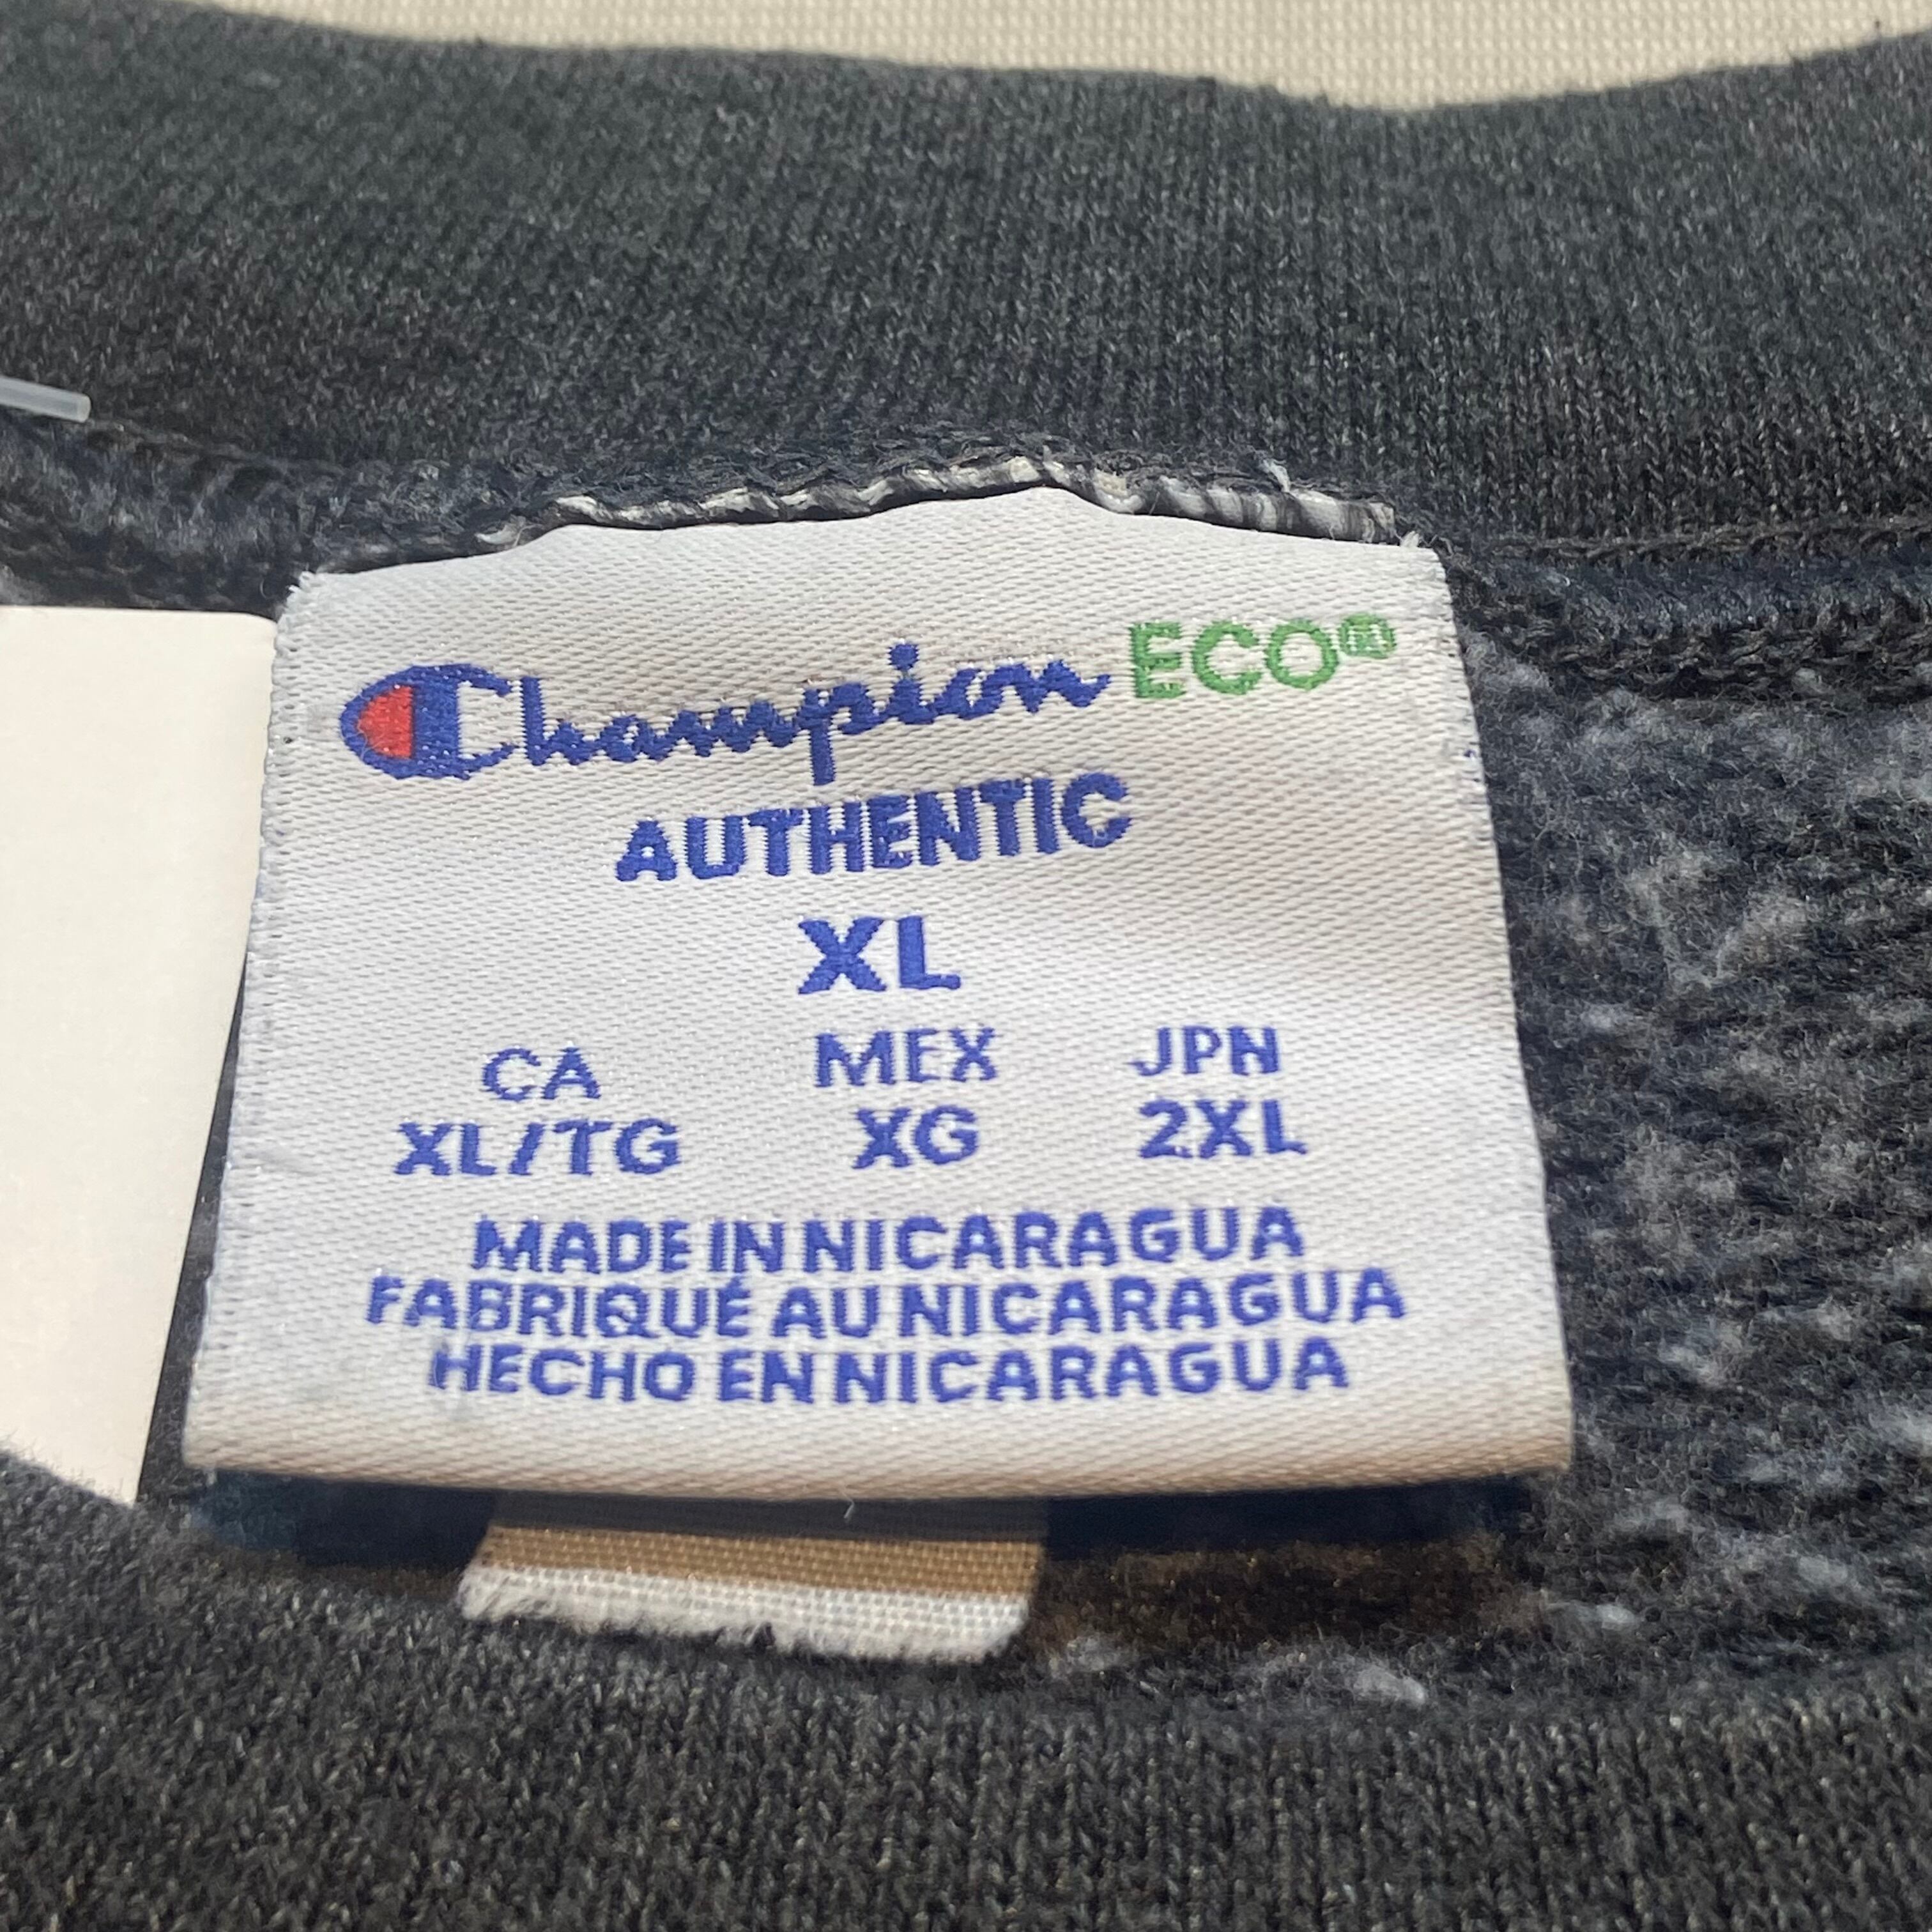 Champion ECO®
AUTHENTIC
XL
CA MEX JPN
XL/TG XG 2XL
MADE IN NICARAGUA
FABRIQUÉ AU NICARAGUA
HECHO EN NICARAGUA